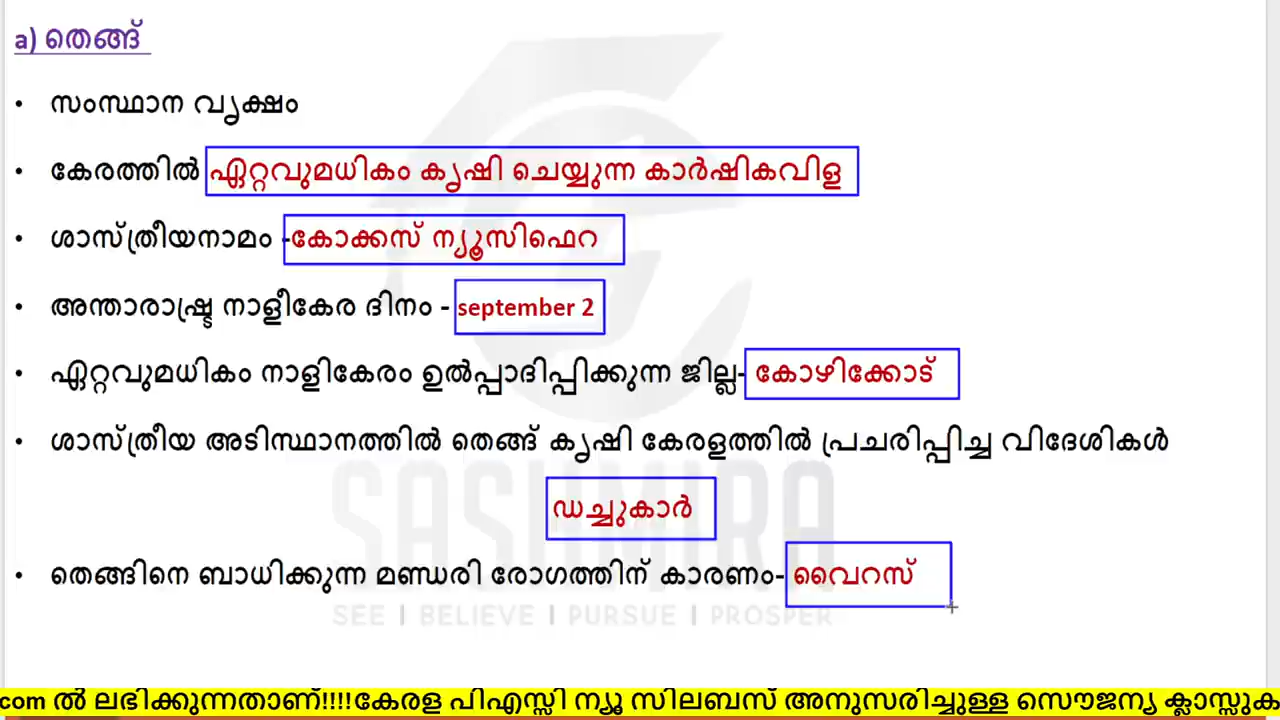 a) തെങ്ങ്
• സംസ്ഥാന വൃക്ഷം
• കേരത്തിൽ ഏറ്റവുമധികം കൃഷി ചെയ്യുന്ന കാർഷികവിള
• ശാസ്ത്രീയനാമം -കോക്കസ് ന്യൂസിഫെറ
• അന്താരാഷ്ട്ര നാളീകേര ദിനം - september 2
• ഏറ്റവുമധികം നാളികേരം ഉൽപ്പാദിപ്പിക്കുന്ന ജില്ല- കോഴിക്കോട്
• ശാസ്ത്രീയ അടിസ്ഥാനത്തിൽ തെങ്ങ് കൃഷി കേരളത്തിൽ പ്രചരിപ്പിച്ച വിദേശികൾ
ഡച്ചുകാർ
• തെങ്ങിനെ ബാധിക്കുന്ന മണ്ഡരി രോഗത്തിന് കാരണം- വൈറസ്
SASHMIRA
SEE | BELIEVE | PURSUE | PROSPER
com ൽ ലഭിക്കുന്നതാണ്!!!!കേരള പിഎസ്സി ന്യൂ സിലബസ് അനുസരിച്ചുള്ള സൌജന്യ ക്ലാസ്സുക